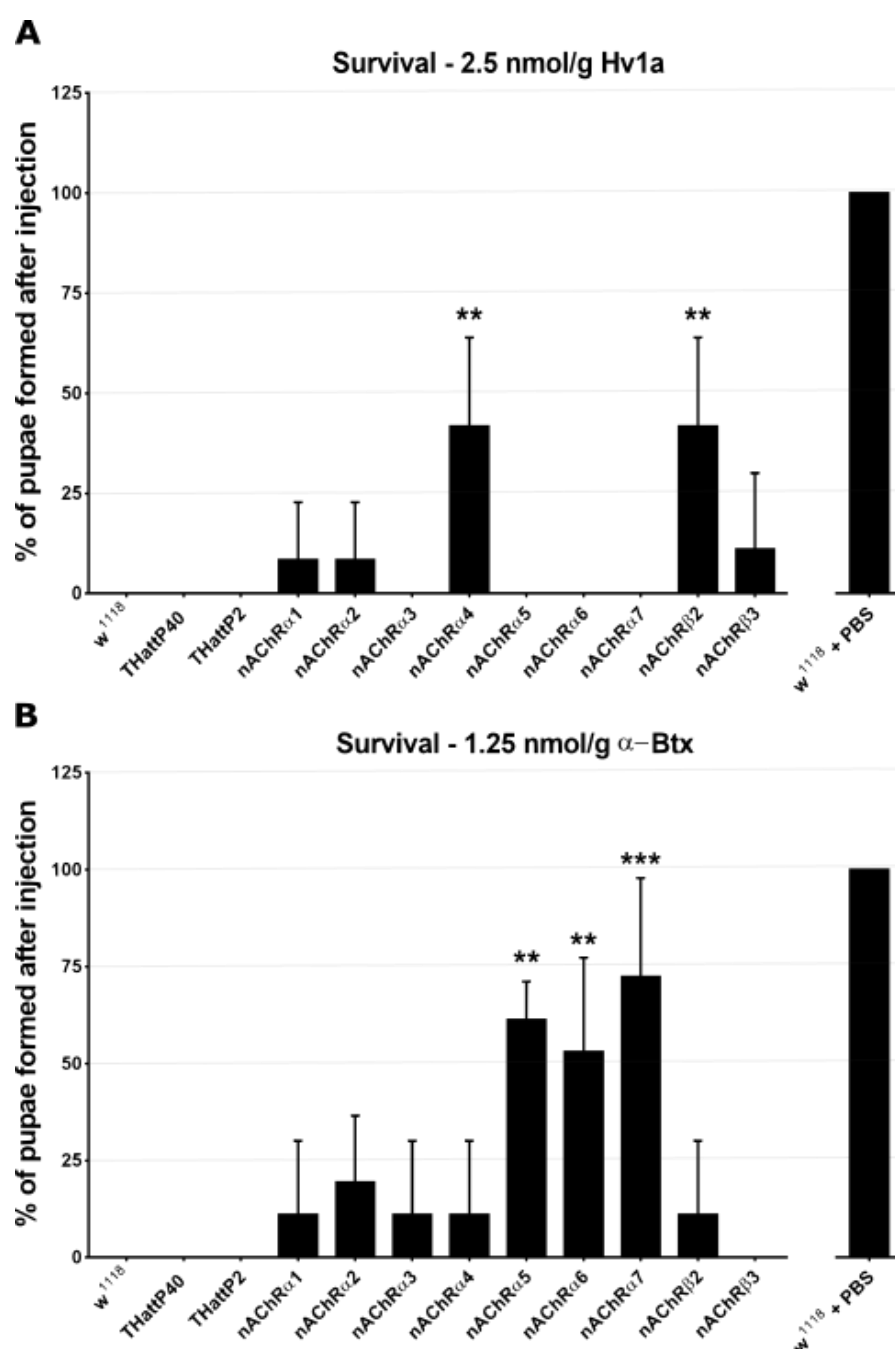 A
Survival - 2.5 nmol/g Hv1a
% of pupae formed after injection
125
100
75
50
25
0
**
**
w1118
THattP40
THattP2
nAChRα1
nAChRα2
nAChRα3
nAChRα4
nAChRα5
nAChRα6
nAChRα7
nAChRβ2
nAChRβ3
w1118 + PBS
B
Survival - 1.25 nmol/g α-Btx
% of pupae formed after injection
125
100
75
50
25
0
**
**
***
w1118
THattP40
THattP2
nAChRα1
nAChRα2
nAChRα3
nAChRα4
nAChRα5
nAChRα6
nAChRα7
nAChRβ2
nAChRβ3
w1118 + PBS